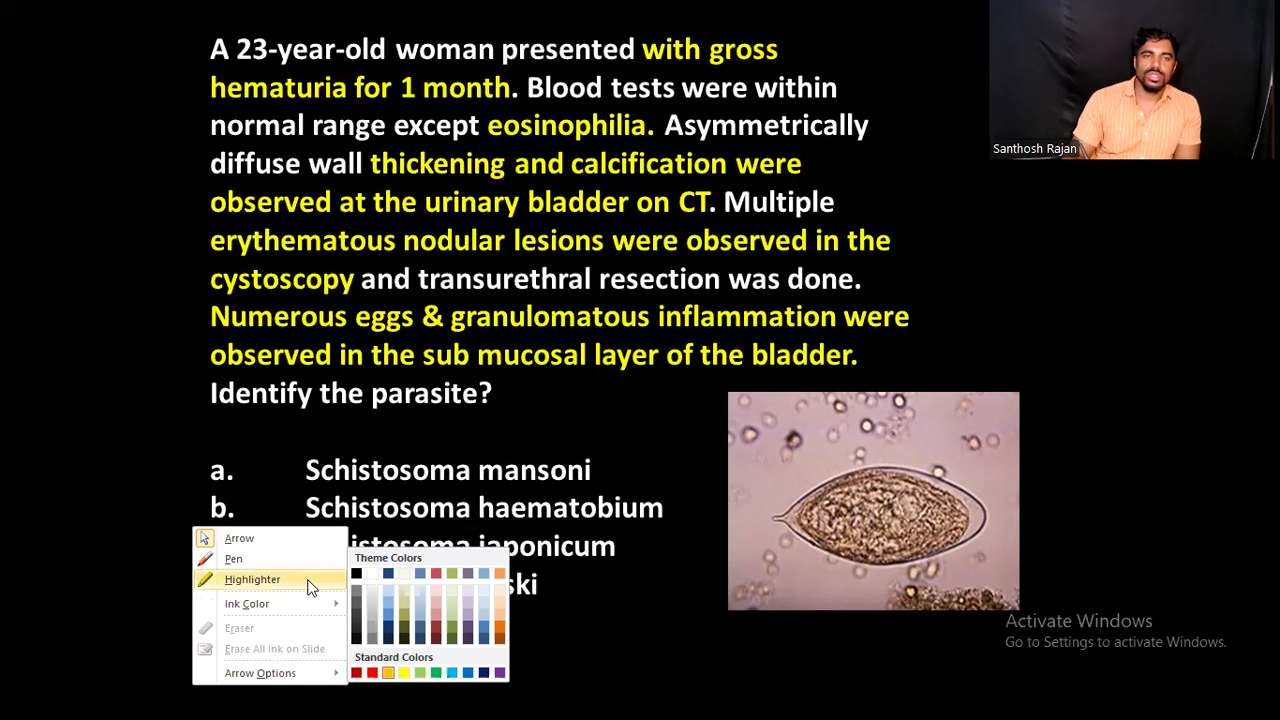 A 23-year-old woman presented with gross
hematuria for 1 month. Blood tests were within
normal range except eosinophilia. Asymmetrically
diffuse wall thickening and calcification were
observed at the urinary bladder on CT. Multiple
erythematous nodular lesions were observed in the
cystoscopy and transurethral resection was done.
Numerous eggs & granulomatous inflammation were
observed in the sub mucosal layer of the bladder.
Identify the parasite?
Santhosh Rajan
a. Schistosoma mansoni
b. Schistosoma haematobium
Arrow
Pen
Highlighter
Ink Color
Eraser
Erase All Ink on Slide
Arrow Options
Theme Colors
Standard Colors
Activate Windows
Go to Settings to activate Windows.